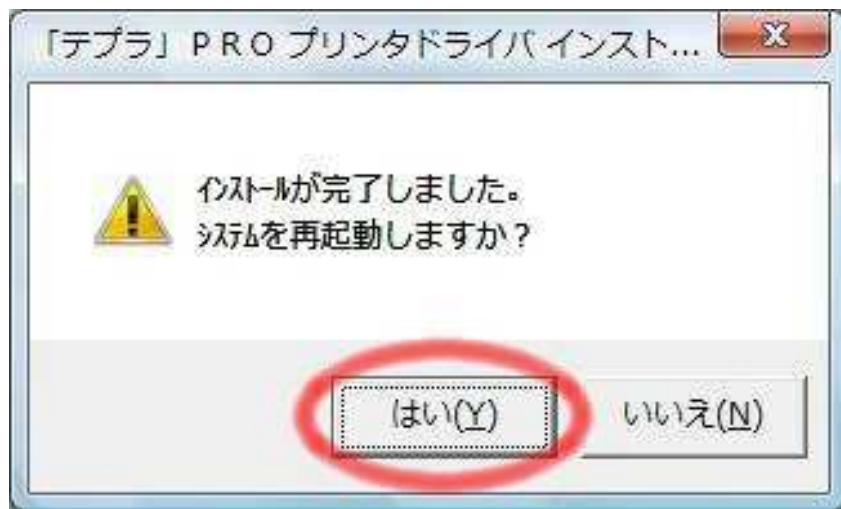 「テプラ」ＰＲＯ プリンタドライバ インスト...
ｲﾝｽﾄｰﾙが完了しました。
ｼｽﾃﾑを再起動しますか？
はい(Y) いいえ(N)